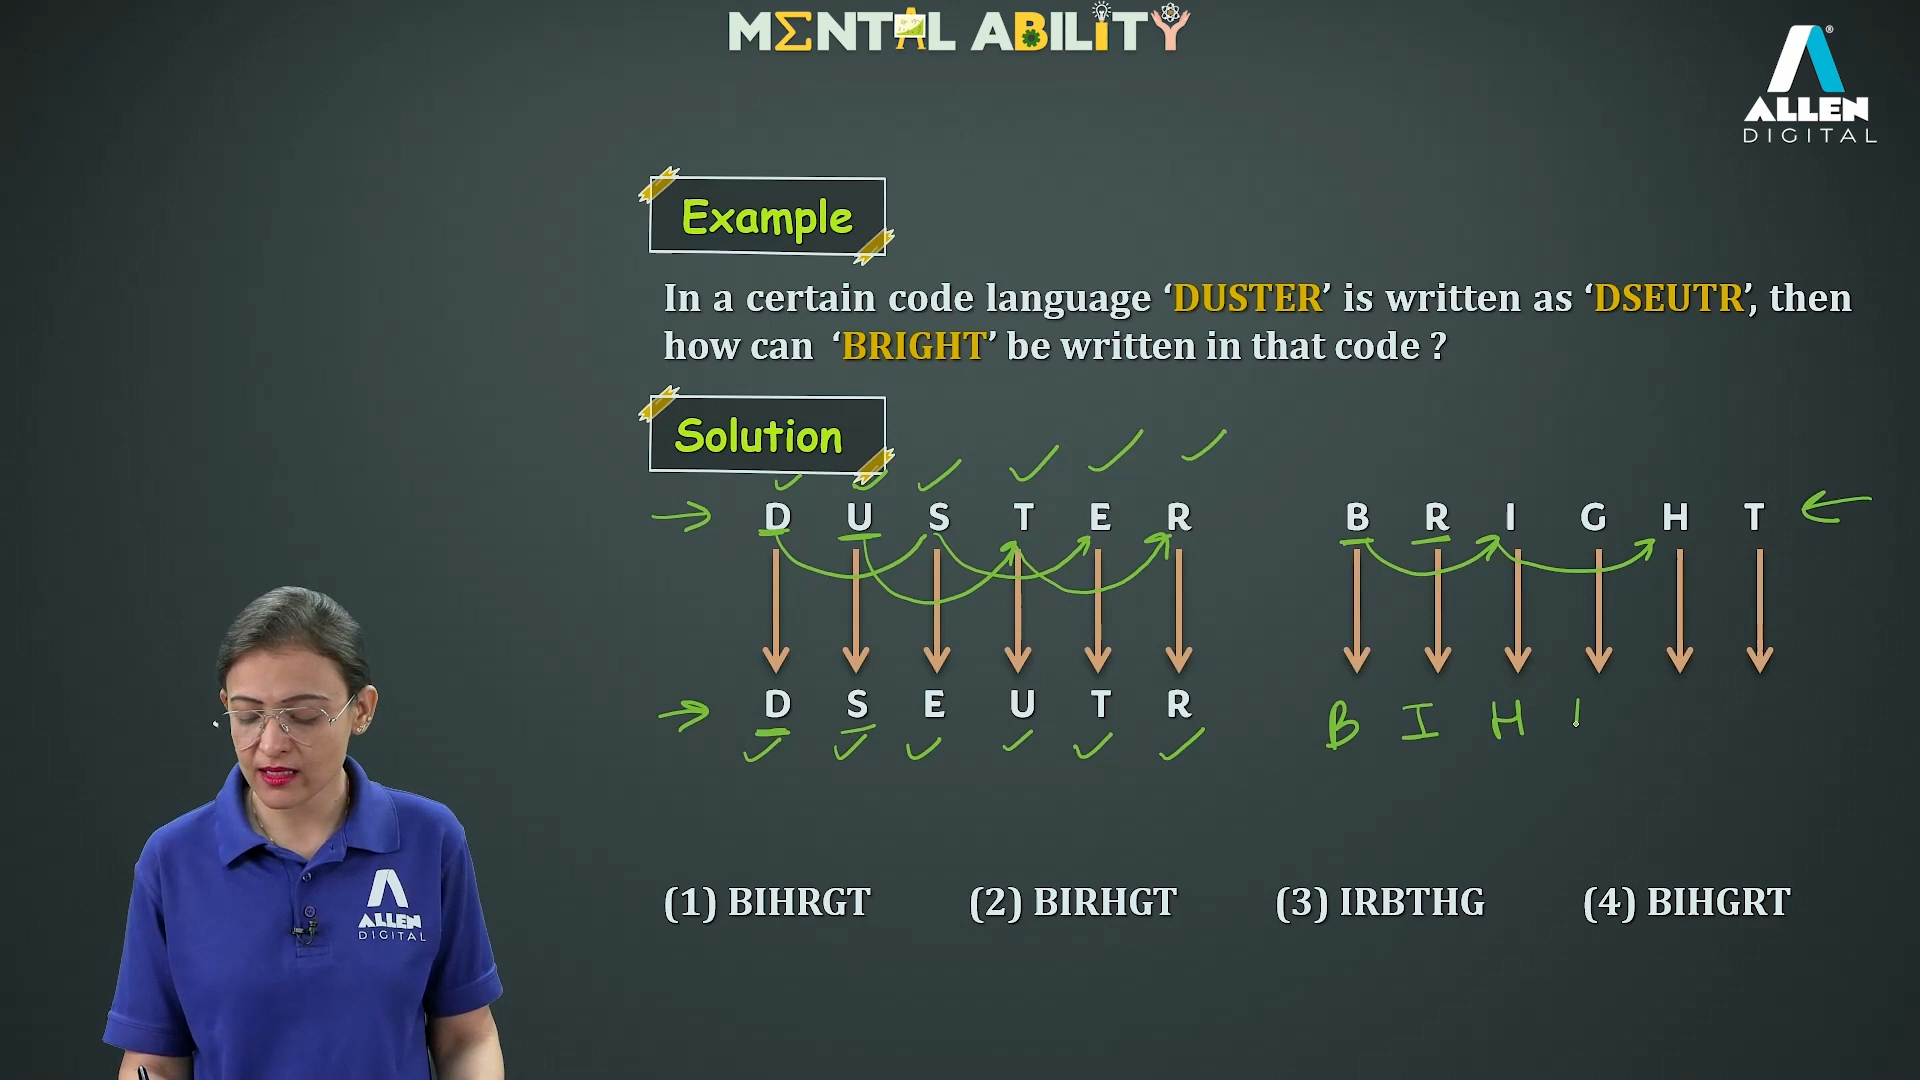 MΣNTAL ABILITY
ALLEN
DIGITAL
Example
In a certain code language ‘DUSTER’ is written as ‘DSEUTR’, then
how can ‘BRIGHT’ be written in that code ?
Solution
D U S T E R
B R I G H T
D S E U T R
B I H
(1) BIHRGT (2) BIRHGT (3) IRBTHG (4) BIHGRT
ALLEN
DIGITAL